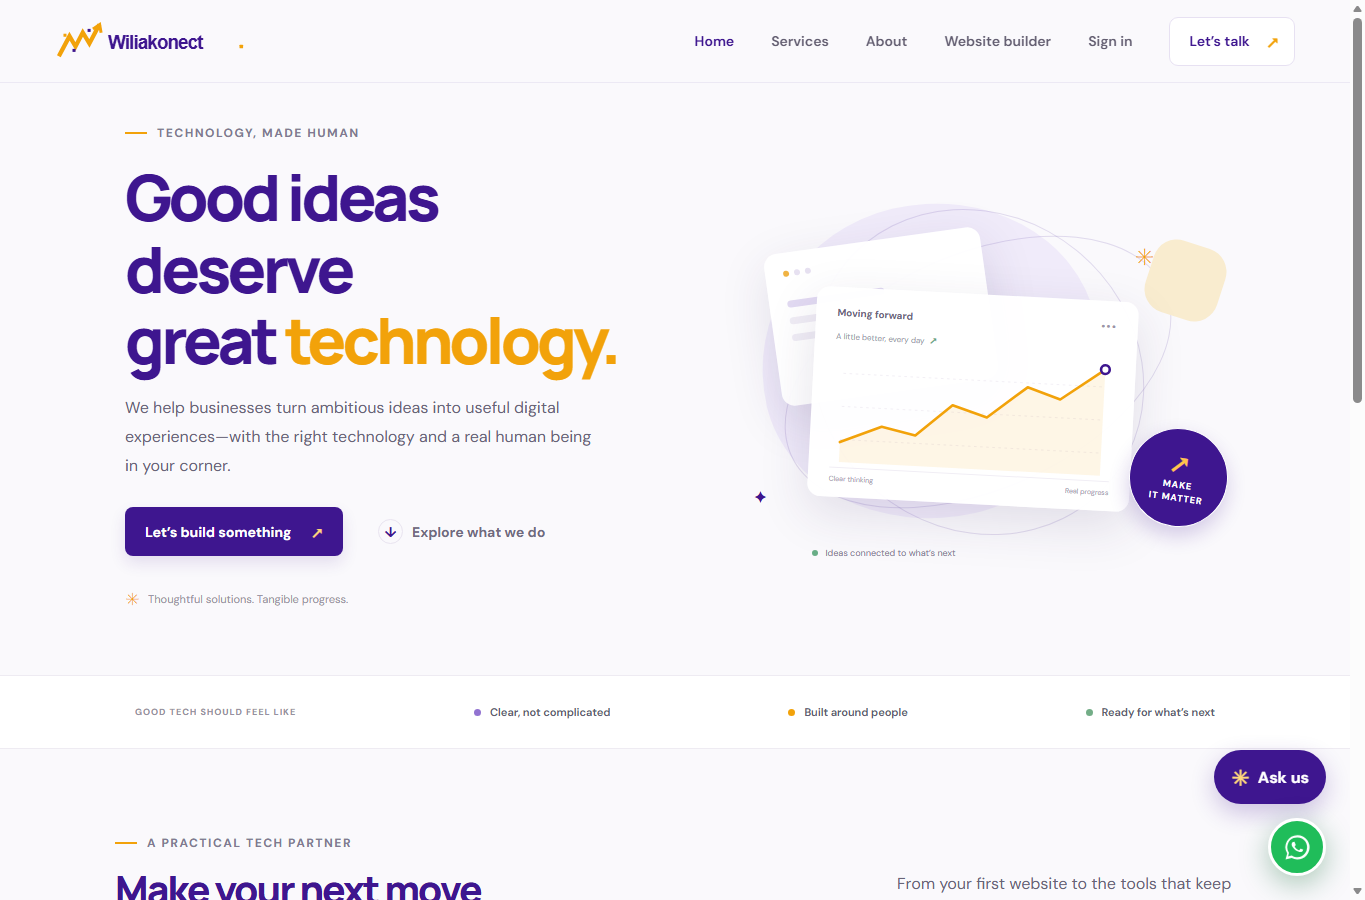 Wiliakonect
Home
Services
About
Website builder
Sign in
Let's talk
TECHNOLOGY, MADE HUMAN
Good ideas
deserve
great technology.
We help businesses turn ambitious ideas into useful digital
experiences—with the right technology and a real human being
in your corner.
Let's build something
Explore what we do
Thoughtful solutions. Tangible progress.
Moving forward
A little better, every day
Clear thinking
Real progress
MAKE
IT MATTER
Ideas connected to what's next
GOOD TECH SHOULD FEEL LIKE
Clear, not complicated
Built around people
Ready for what's next
Ask us
A PRACTICAL TECH PARTNER
Make your next move
From your first website to the tools that keep